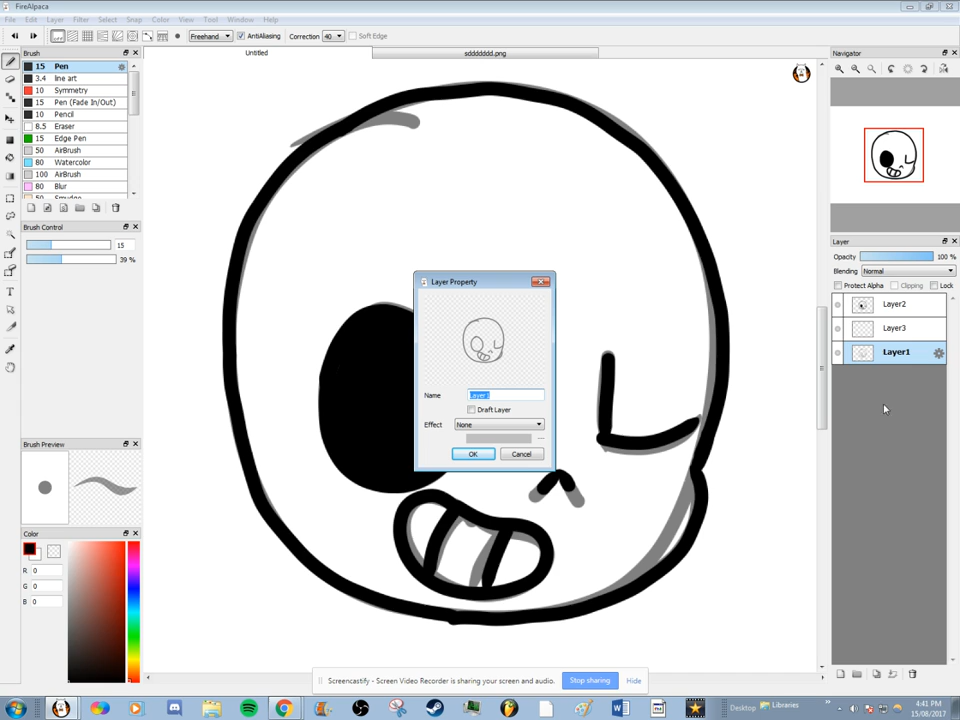 FireAlpaca
File Edit Layer Filter Select Snap Color View Tool Window Help
OFF Freehand AntiAliasing Correction 40 Soft Edge
Brush
Untitled
sddddddd.png
Navigator
15 Pen
3.4 line art
10 Symmetry
15 Pen (Fade In/Out)
10 Pencil
8.5 Eraser
15 Edge Pen
50 AirBrush
80 Watercolor
100 AirBrush
80 Blur
50 Smudge
Brush Control
15
39 %
Layer
Opacity 100 %
Blending Normal
Protect Alpha Clipping Lock
Layer2
Layer3
Layer1
Layer Property
Name Layer1
Draft Layer
Effect None
OK Cancel
Brush Preview
Color
R 0
G 0
B 0
Screencastify - Screen Video Recorder is sharing your screen and audio. Stop sharing Hide
Desktop Libraries
4:41 PM
15/08/2017